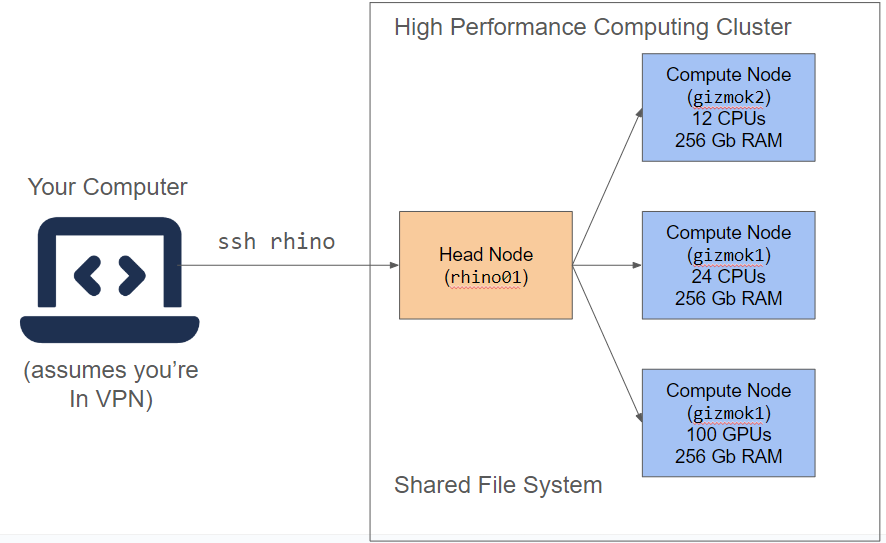 High Performance Computing Cluster
Compute Node
(gizmok2)
12 CPUs
256 Gb RAM
Your Computer
ssh rhino
Head Node
(rhino01)
Compute Node
(gizmok1)
24 CPUs
256 Gb RAM
(assumes you’re
In VPN)
Compute Node
(gizmok1)
100 GPUs
256 Gb RAM
Shared File System